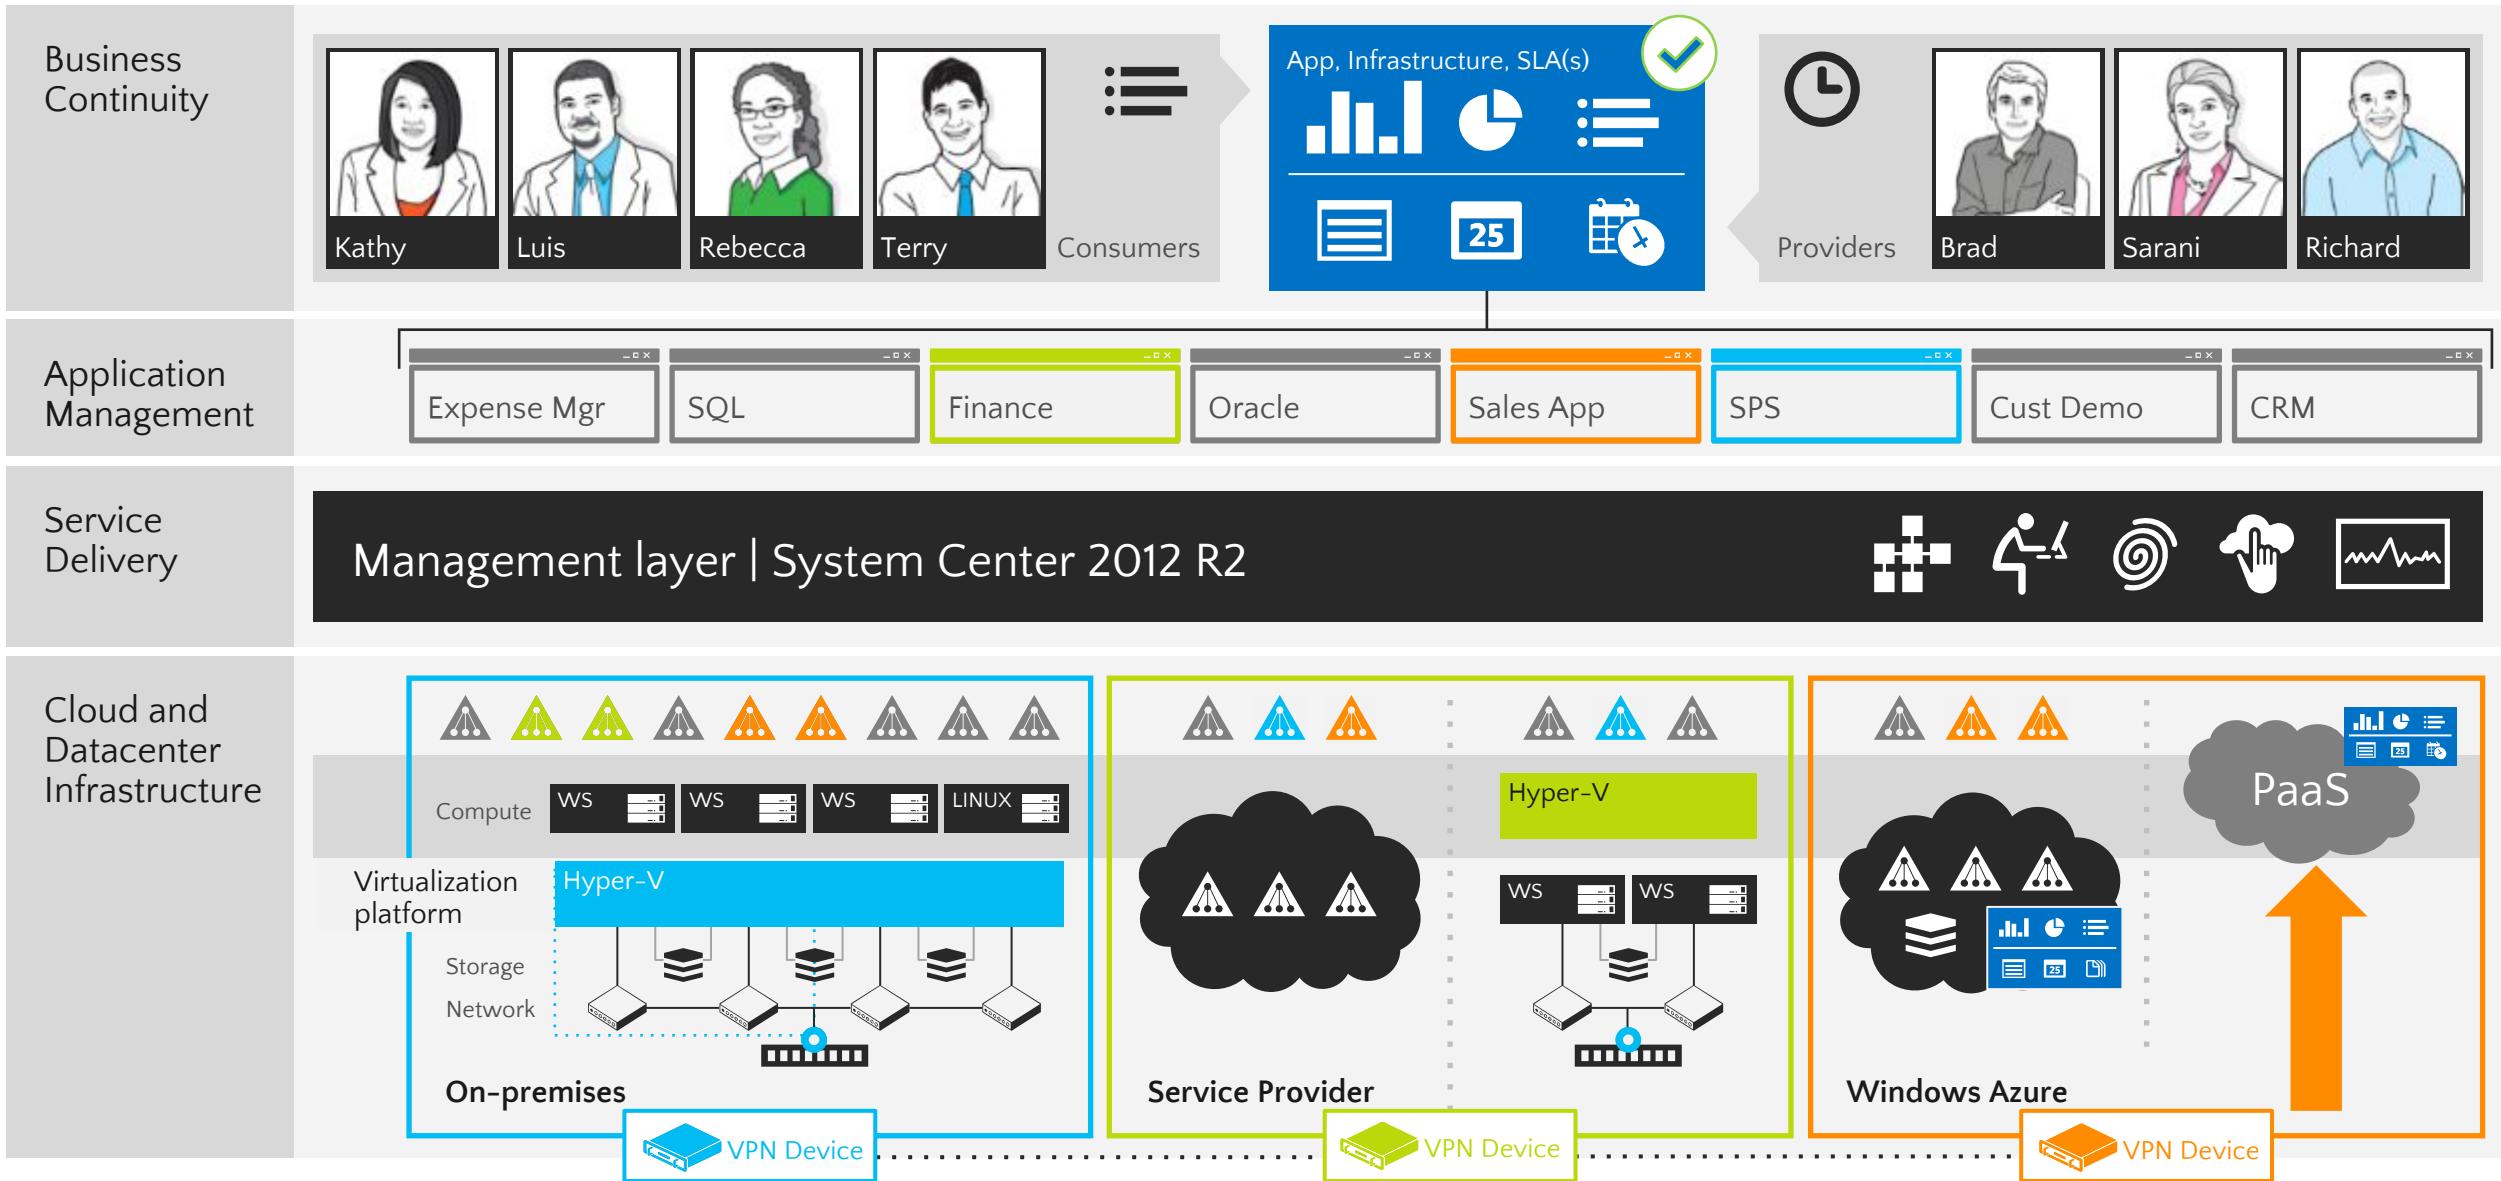 Business
Continuity
Kathy
Luis
Rebecca
Terry
Consumers
App, Infrastructure, SLA(s)
25
Providers
Brad
Sarani
Richard
Application
Management
Expense Mgr
SQL
Finance
Oracle
Sales App
SPS
Cust Demo
CRM
Service
Delivery
Management layer | System Center 2012 R2
Cloud and
Datacenter
Infrastructure
Compute
WS
WS
WS
LINUX
Virtualization
platform
Hyper-V
Storage
Network
On-premises
VPN Device
Hyper-V
WS
WS
Service Provider
VPN Device
25
PaaS
25
Windows Azure
VPN Device